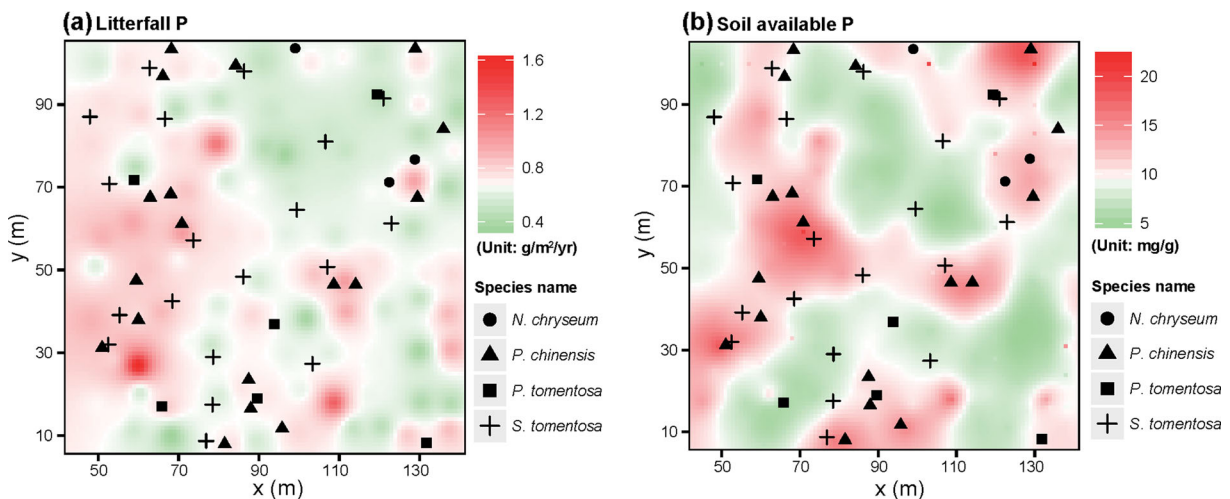 (a) Litterfall P
90
70
50
30
10
y (m)
50 70 90 110 130
x (m)
1.6
1.2
0.8
0.4
(Unit: g/m²/yr)
Species name
N. chryseum
P. chinensis
P. tomentosa
S. tomentosa
(b) Soil available P
90
70
50
30
10
y (m)
50 70 90 110 130
x (m)
20
15
10
5
(Unit: mg/g)
Species name
N. chryseum
P. chinensis
P. tomentosa
S. tomentosa